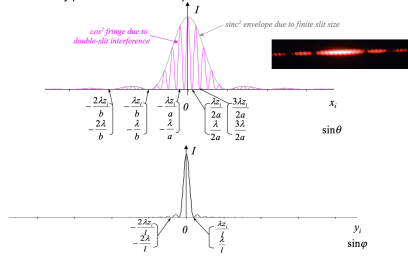 I
cos² fringe due to
double-slit interference
sinc² envelope due to finite slit size
-2λz_i/b -λz_i/b -λz_i/a 0 λz_i/2a 3λz_i/2a x_i
-2λ/b -λ/b -λ/a λ/2a 3λ/2a sinθ
I
-2λz_i/l 0 λz_i/l y_i
-2λ/l λ/l sinφ